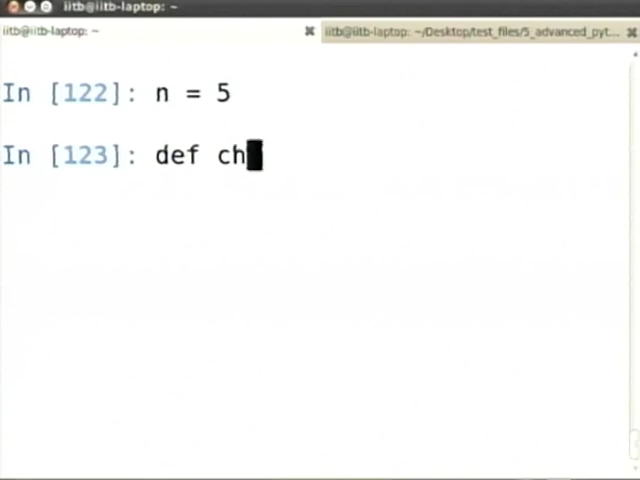 iitb@iitb-laptop: ~
iitb@iitb-laptop: ~
iitb@iitb-laptop: ~/Desktop/test_files/5_advanced_pyt...
In [122]: n = 5
In [123]: def ch